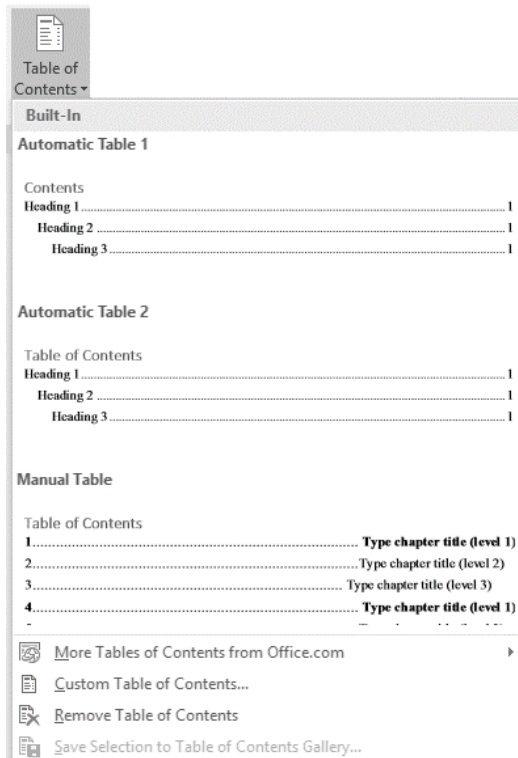 Table of
Contents
Built-In
Automatic Table 1
Contents
Heading 1........................................................................................................1
Heading 2 ..................................................................................................1
Heading 3..............................................................................................1
Automatic Table 2
Table of Contents
Heading 1........................................................................................................1
Heading 2 ..................................................................................................1
Heading 3..............................................................................................1
Manual Table
Table of Contents
1.................................................................................. Type chapter title (level 1)
2..................................................................................Type chapter title (level 2)
3............................................................................... Type chapter title (level 3)
4.................................................................................. Type chapter title (level 1)
More Tables of Contents from Office.com
Custom Table of Contents...
Remove Table of Contents
Save Selection to Table of Contents Gallery...